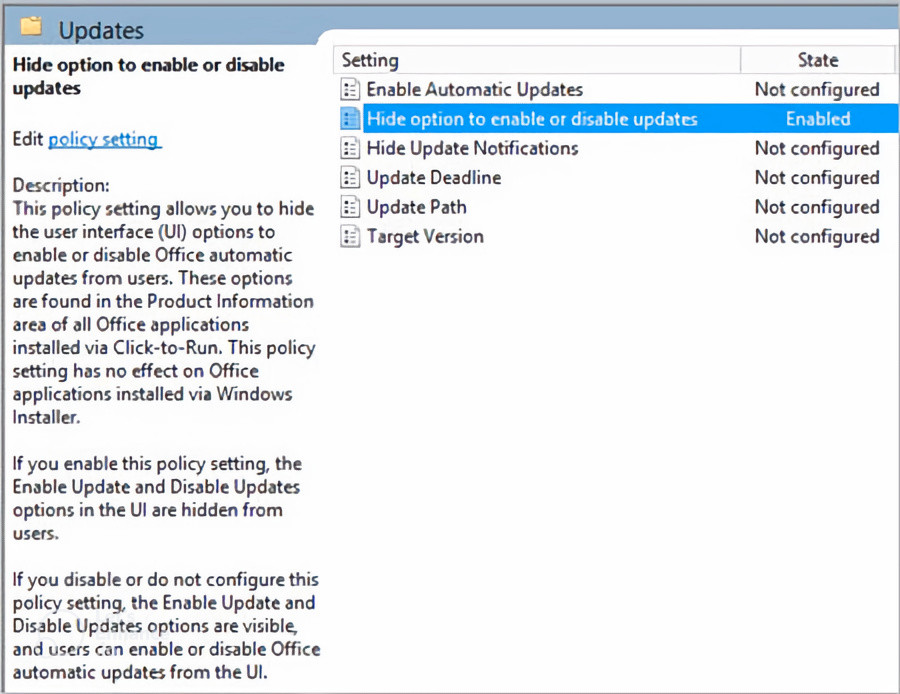 Updates
Hide option to enable or disable
updates
Edit policy setting
Description:
This policy setting allows you to hide
the user interface (UI) options to
enable or disable Office automatic
updates from users. These options
are found in the Product Information
area of all Office applications
installed via Click-to-Run. This policy
setting has no effect on Office
applications installed via Windows
Installer.
If you enable this policy setting, the
Enable Update and Disable Updates
options in the UI are hidden from
users.
If you disable or do not configure this
policy setting, the Enable Update and
Disable Updates options are visible,
and users can enable or disable Office
automatic updates from the UI.
Setting State
Enable Automatic Updates Not configured
Hide option to enable or disable updates Enabled
Hide Update Notifications Not configured
Update Deadline Not configured
Update Path Not configured
Target Version Not configured